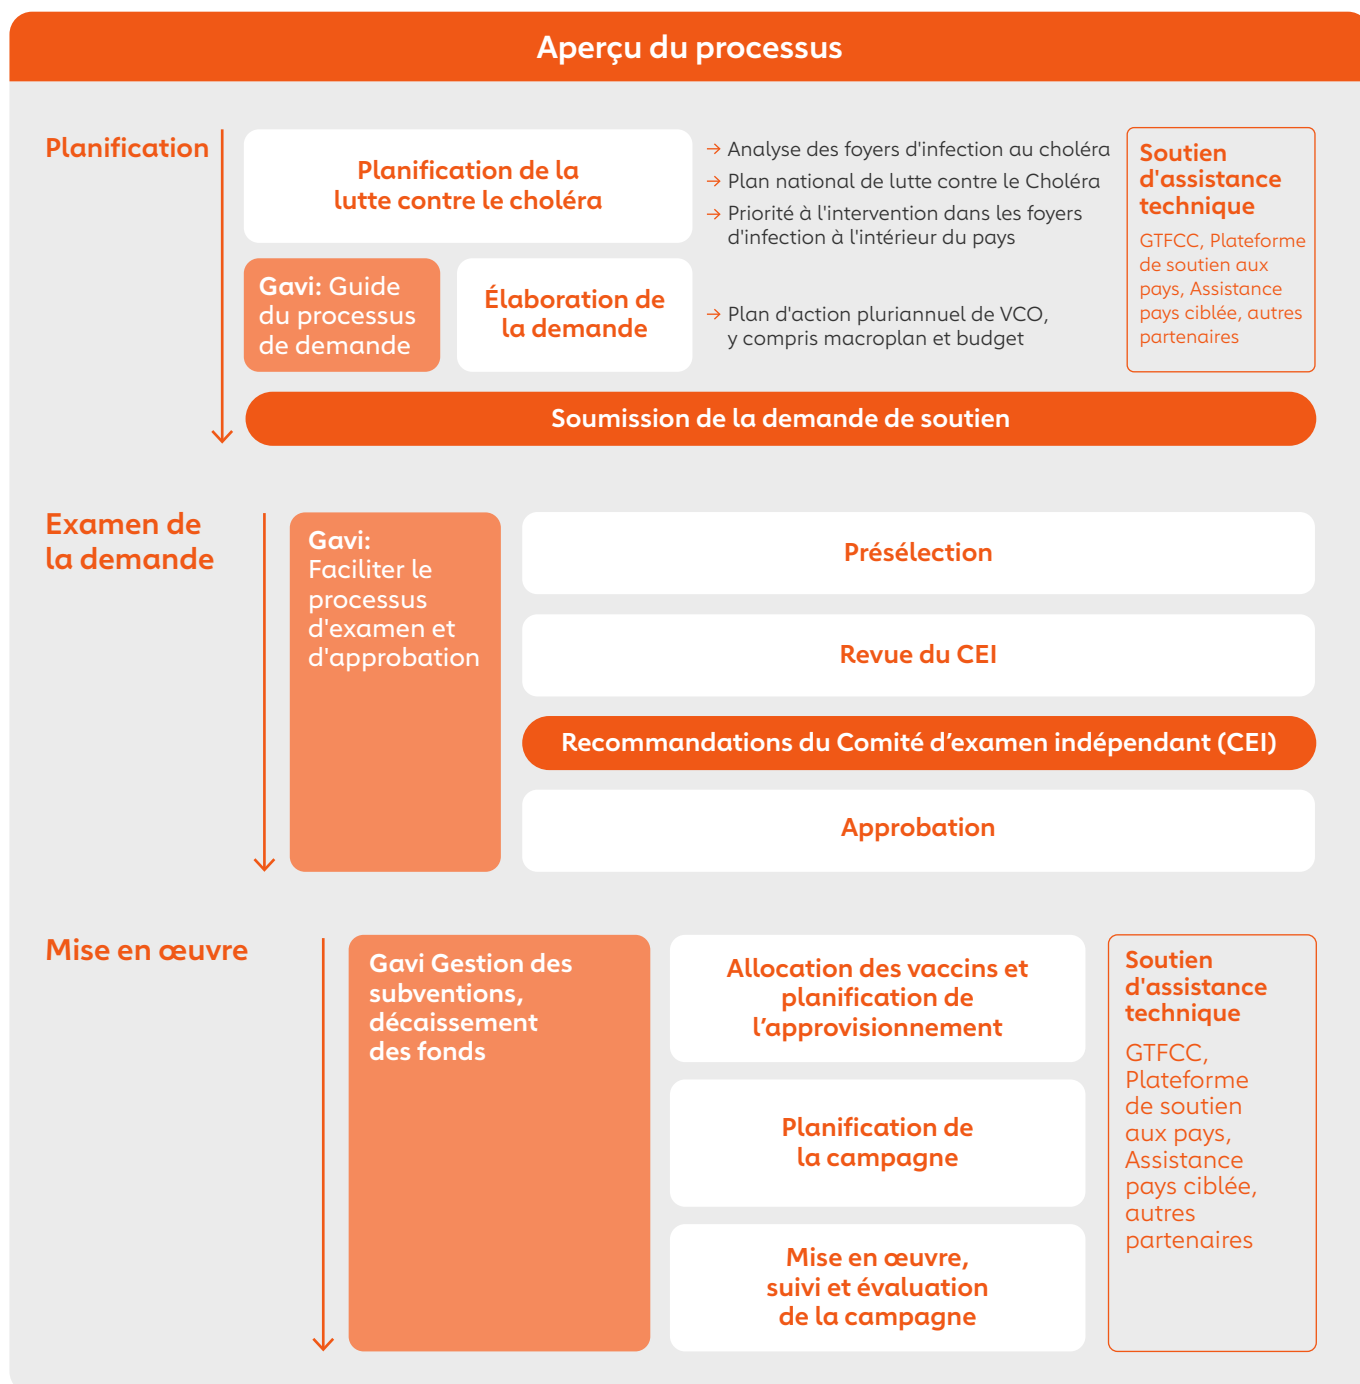 Aperçu du processus
Planification
Planification de la
lutte contre le choléra
→ Analyse des foyers d'infection au choléra
→ Plan national de lutte contre le Choléra
→ Priorité à l'intervention dans les foyers
d'infection à l'intérieur du pays
Soutien
d'assistance
technique
GTFCC, Plateforme
de soutien aux
pays, Assistance
pays ciblée, autres
partenaires
Gavi: Guide
du processus
de demande
Élaboration de
la demande
→ Plan d'action pluriannuel de VCO,
y compris macroplan et budget
Soumission de la demande de soutien
Examen de
la demande
Gavi:
Faciliter le
processus
d'examen et
d'approbation
Présélection
Revue du CEI
Recommandations du Comité d’examen indépendant (CEI)
Approbation
Mise en œuvre
Gavi Gestion des
subventions,
décaissement
des fonds
Allocation des vaccins et
planification de
l’approvisionnement
Planification de
la campagne
Mise en œuvre,
suivi et évaluation
de la campagne
Soutien
d'assistance
technique
GTFCC,
Plateforme
de soutien
aux pays,
Assistance
pays ciblée,
autres
partenaires